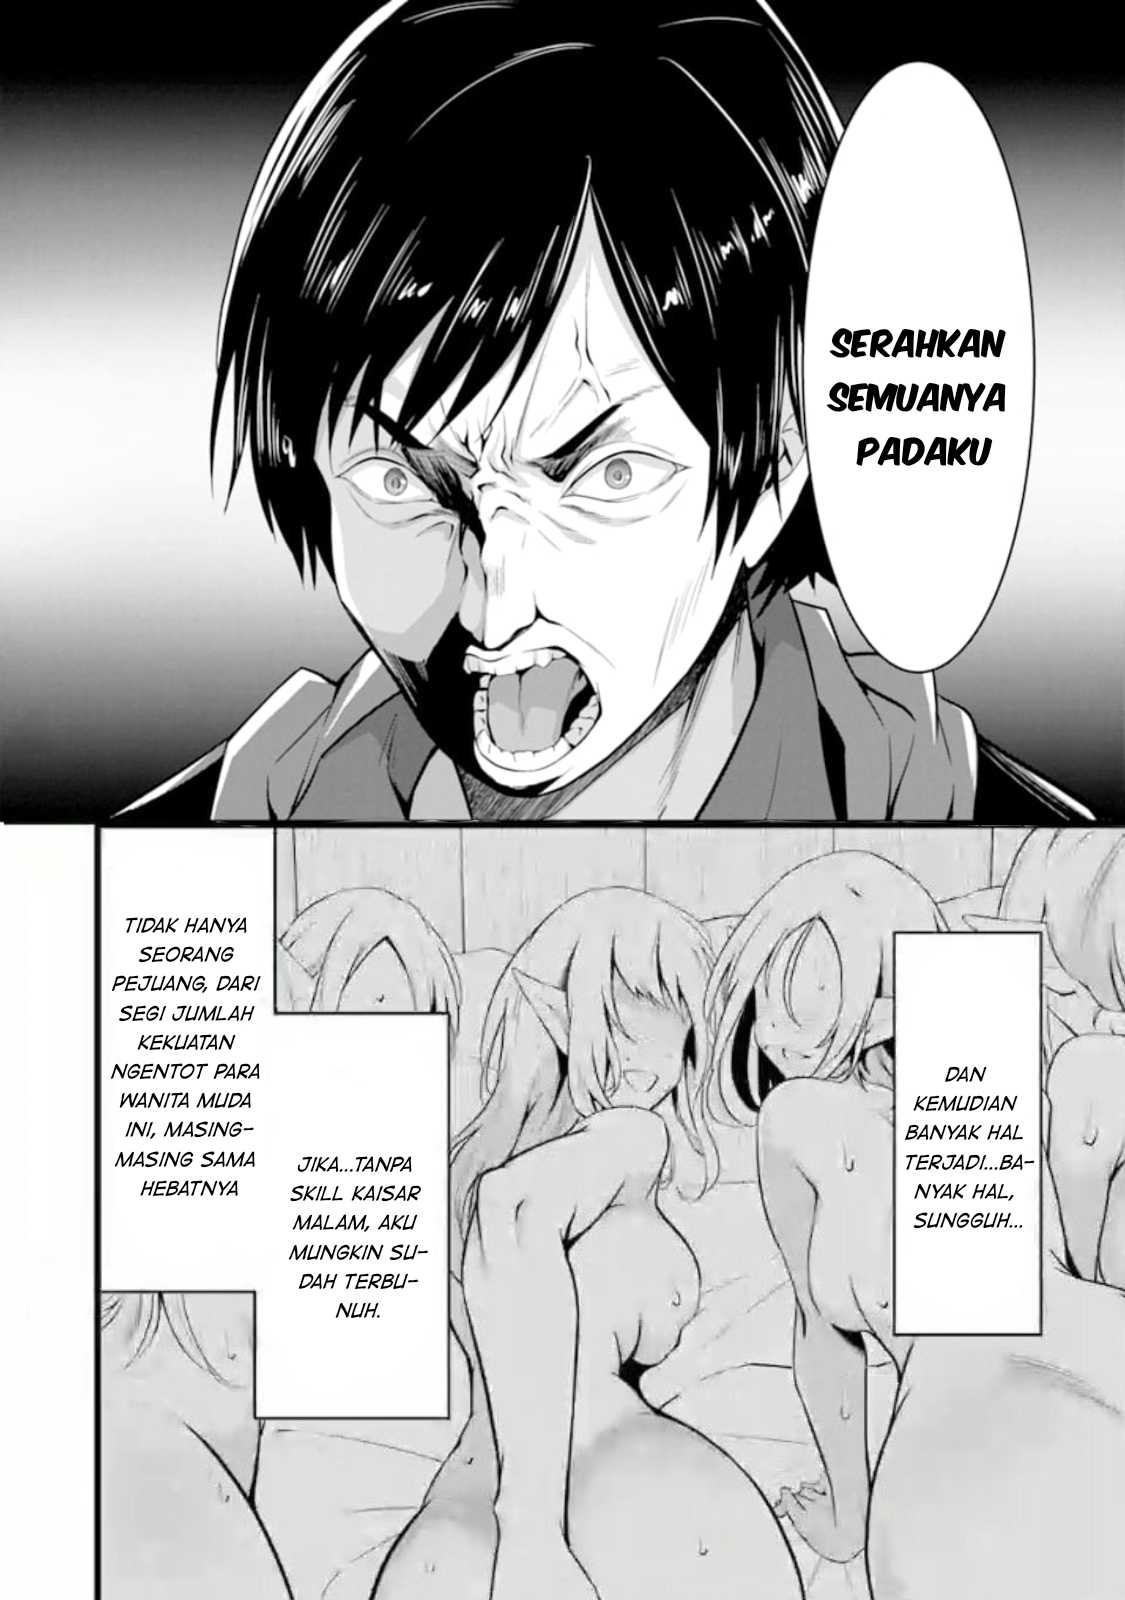 SERAHKAN
SEMUANYA
PADAKU
DAN
KEMUDIAN
BANYAK HAL
TERJADI...BA-
NYAK HAL,
SUNGGUH...
JIKA...TANPA
SKILL KAISAR
MALAM, AKU
MUNGKIN SU-
DAH TERBU-
NUH.
TIDAK HANYA
SEORANG
PEJUANG, DARI
SEGI JUMLAH
KEKUATAN
NGENTOT PARA
WANITA MUDA
INI, MASING-
MASING SAMA
HEBATNYA